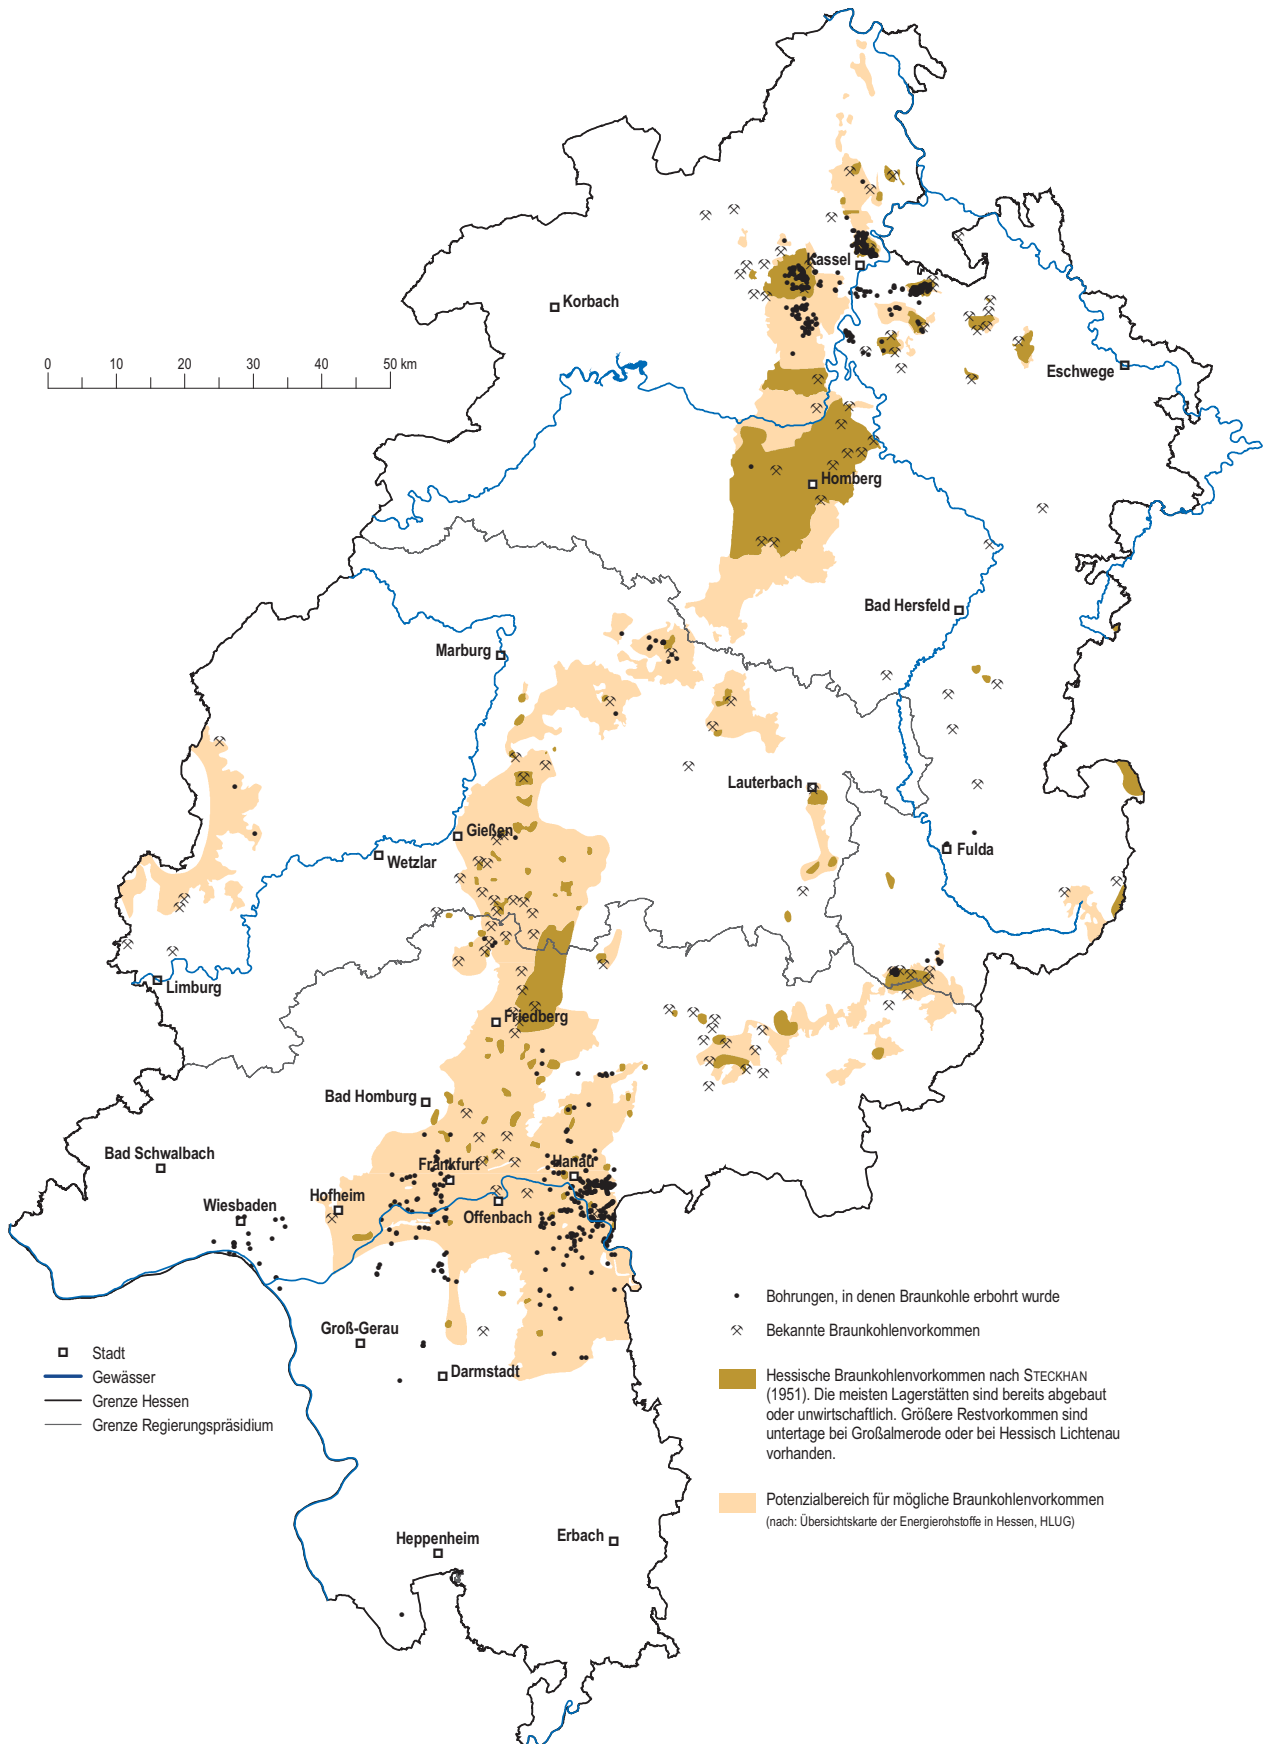 Kassel
Korbach
0 10 20 30 40 50 km
Eschwege
Homberg
Bad Hersfeld
Marburg
Lauterbach
Gießen
Wetzlar
Fulda
Limburg
Friedberg
Bad Homburg
Bad Schwalbach
Frankfurt
Hanau
Hofheim
Wiesbaden
Offenbach
Groß-Gerau
Darmstadt
Heppenheim
Erbach
Stadt
Gewässer
Grenze Hessen
Grenze Regierungspräsidium
Bohrungen, in denen Braunkohle erbohrt wurde
Bekannte Braunkohlenvorkommen
Hessische Braunkohlenvorkommen nach STECKHAN
(1951). Die meisten Lagerstätten sind bereits abgebaut
oder unwirtschaftlich. Größere Restvorkommen sind
untertage bei Großalmerode oder bei Hessisch Lichtenau
vorhanden.
Potenzialbereich für mögliche Braunkohlenvorkommen
(nach: Übersichtskarte der Energierohstoffe in Hessen, HLUG)